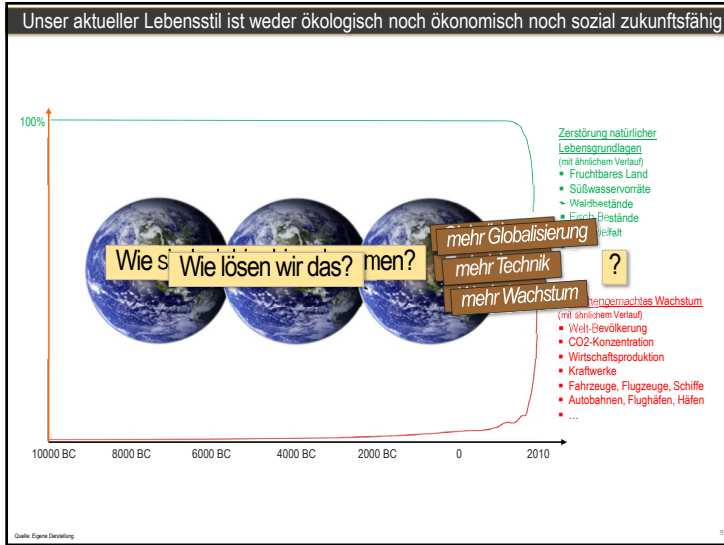 Unser aktueller Lebensstil ist weder ökologisch noch ökonomisch noch sozial zukunftsfähig
100%
Zerstörung natürlicher
Lebensgrundlagen
(mit ähnlichem Verlauf)
▪ Fruchtbares Land
▪ Süßwasservorräte
▪ Waldbestände
▪ Fisch-Bestände
...
mehr Globalisierung
Wie lösen wir das?
men?
mehr Technik
?
mehr Wachstum
Wachstum
(mit ähnlichem Verlauf)
▪ Welt-Bevölkerung
▪ CO2-Konzentration
▪ Wirtschaftsproduktion
▪ Kraftwerke
▪ Fahrzeuge, Flugzeuge, Schiffe
▪ Autobahnen, Flughäfen, Häfen
▪ ...
10000 BC 8000 BC 6000 BC 4000 BC 2000 BC 0 2010
Quelle: Eigene Darstellung
9